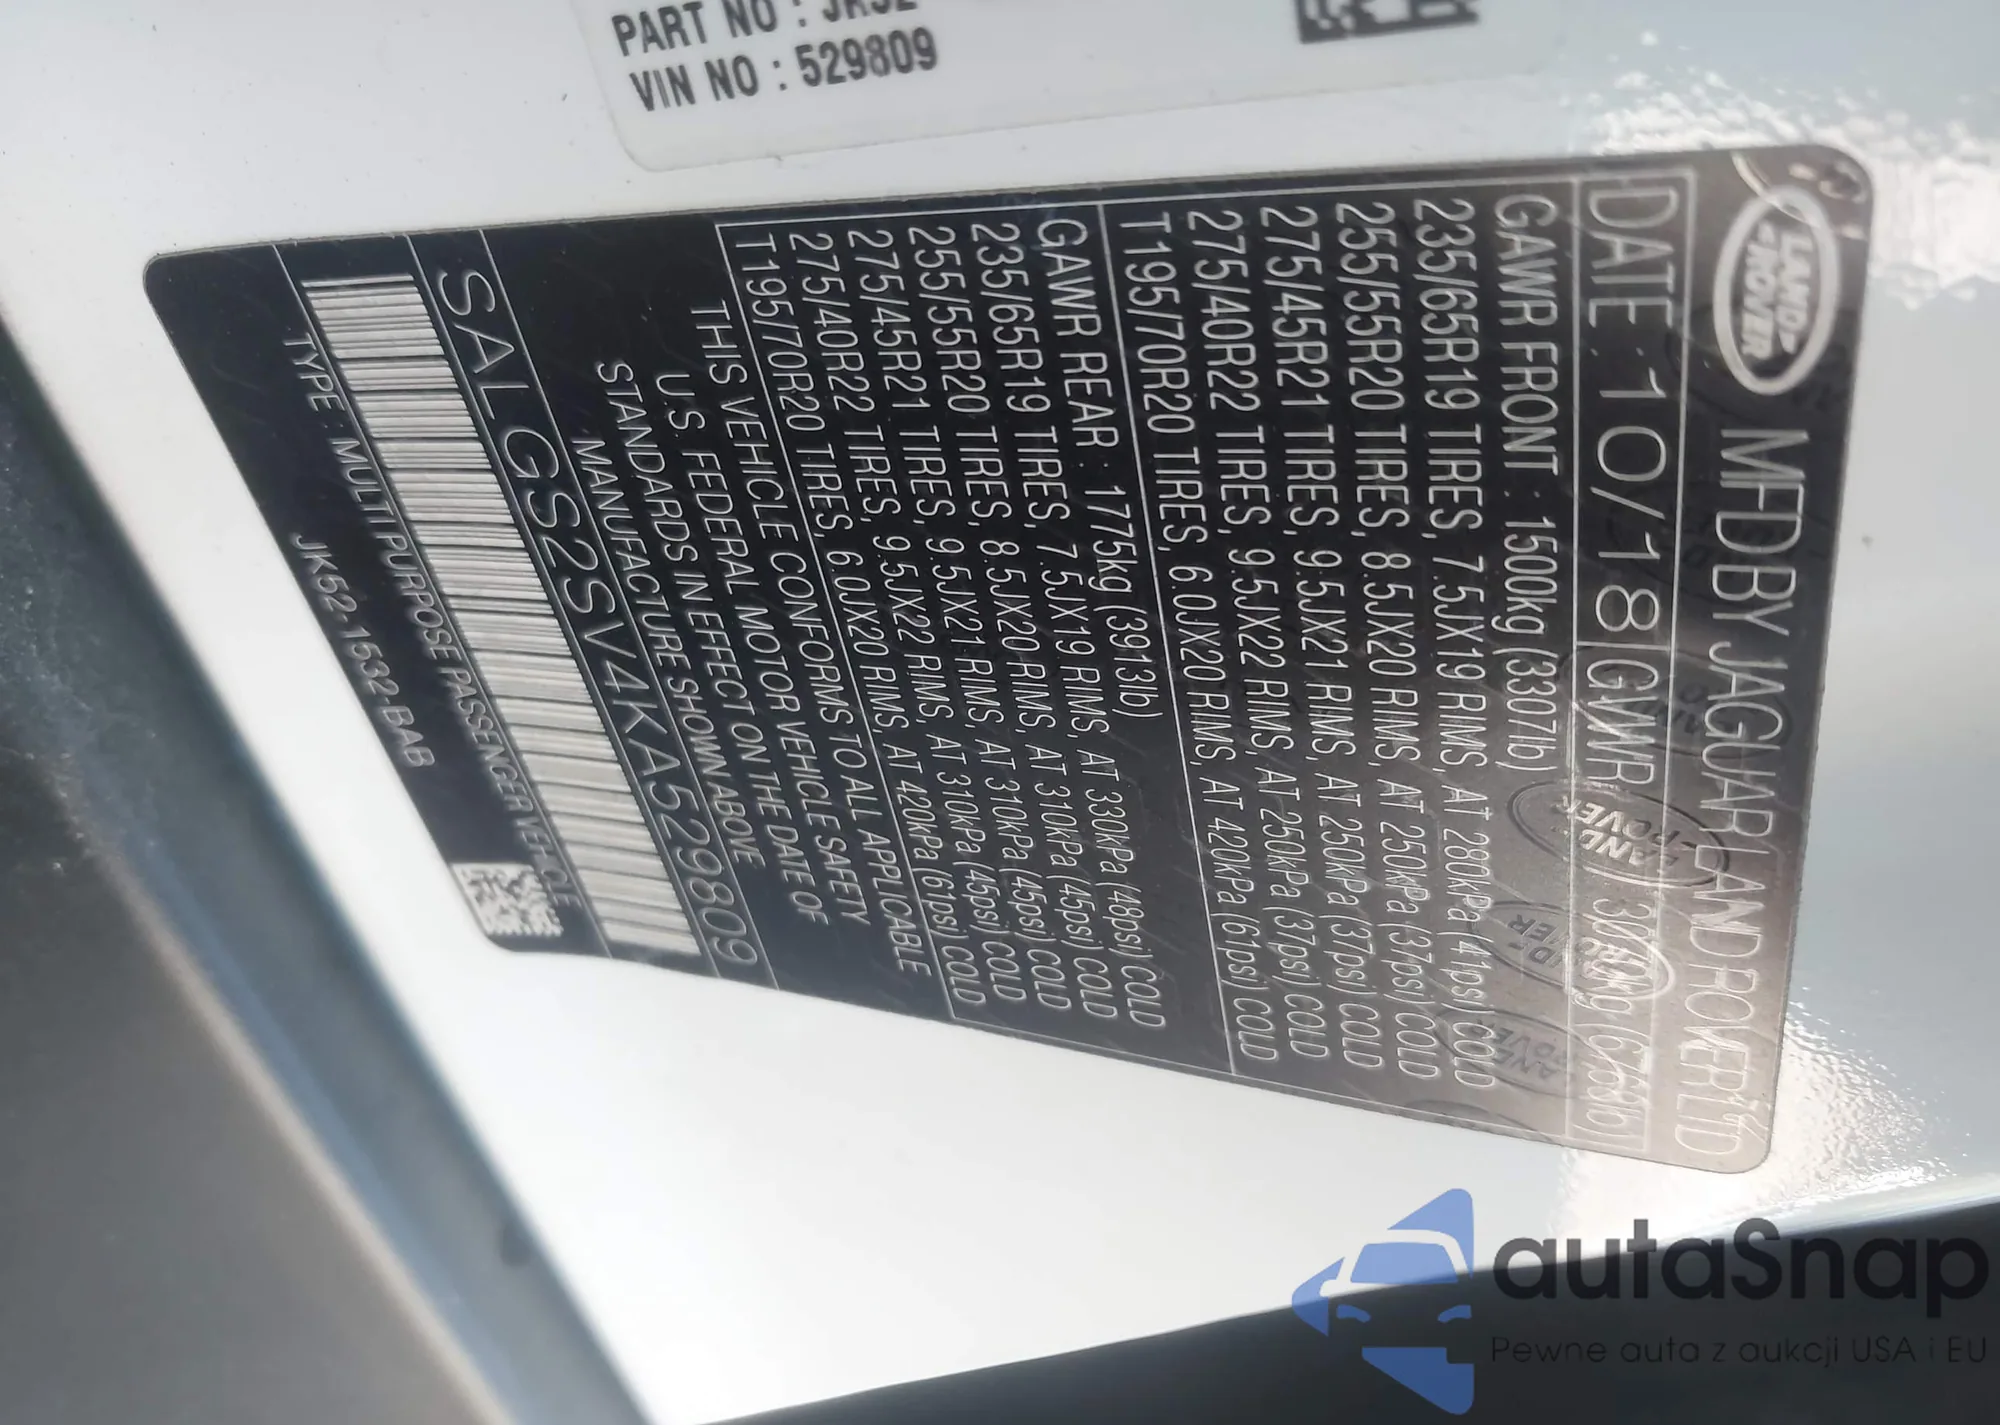 PART NO : JK52
VIN NO : 529809
LAND ROVER
MFD BY JAGUAR LAND ROVER LTD
DATE 10/18 GVWR
GAWR FRONT : 1500kg (3307lb)
235/65R19 TIRES, 7.5JX19 RIMS, AT 280kPa (41psi) COLD
255/55R20 TIRES, 8.5JX20 RIMS, AT 250kPa (37psi) COLD
275/45R21 TIRES, 9.5JX21 RIMS, AT 250kPa (37psi) COLD
275/40R22 TIRES, 9.5JX22 RIMS, AT 250kPa (37psi) COLD
T195/70R20 TIRES, 6.0JX20 RIMS, AT 420kPa (61psi) COLD
GAWR REAR : 1775kg (3913lb)
235/65R19 TIRES, 7.5JX19 RIMS, AT 330kPa (48psi) COLD
255/55R20 TIRES, 8.5JX20 RIMS, AT 310kPa (45psi) COLD
275/45R21 TIRES, 9.5JX21 RIMS, AT 310kPa (45psi) COLD
275/40R22 TIRES, 9.5JX22 RIMS, AT 310kPa (45psi) COLD
T195/70R20 TIRES, 6.0JX20 RIMS, AT 420kPa (61psi) COLD
THIS VEHICLE CONFORMS TO ALL APPLICABLE
U.S. FEDERAL MOTOR VEHICLE SAFETY
STANDARDS IN EFFECT ON THE DATE OF
MANUFACTURE SHOWN ABOVE
SALGS2SV4KA529809
TYPE : MULTIPURPOSE PASSENGER VEHICLE
JK52-1532-BAB
autaSnap
Pewne auta z aukcji USA i EU